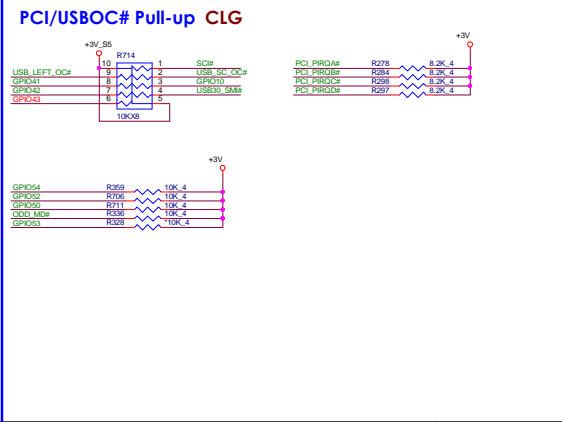 PCI/USBOC# Pull-up CLG
+3V_S5
R714
10 1 SCI#
USB_LEFT_OC# 9 2 USB_SC_OC#
GPIO41 8 3 GPIO10
GPIO42 7 4 USB30_SMI#
GPIO43 6 5
10KX8
+3V
PCI_PIRQA# R278 8.2K_4
PCI_PIRQB# R284 8.2K_4
PCI_PIRQC# R298 8.2K_4
PCI_PIRQD# R297 8.2K_4
+3V
GPIO54 R359 10K_4
GPIO52 R706 10K_4
GPIO50 R711 10K_4
ODD_MD# R336 10K_4
GPIO53 R328 *10K_4